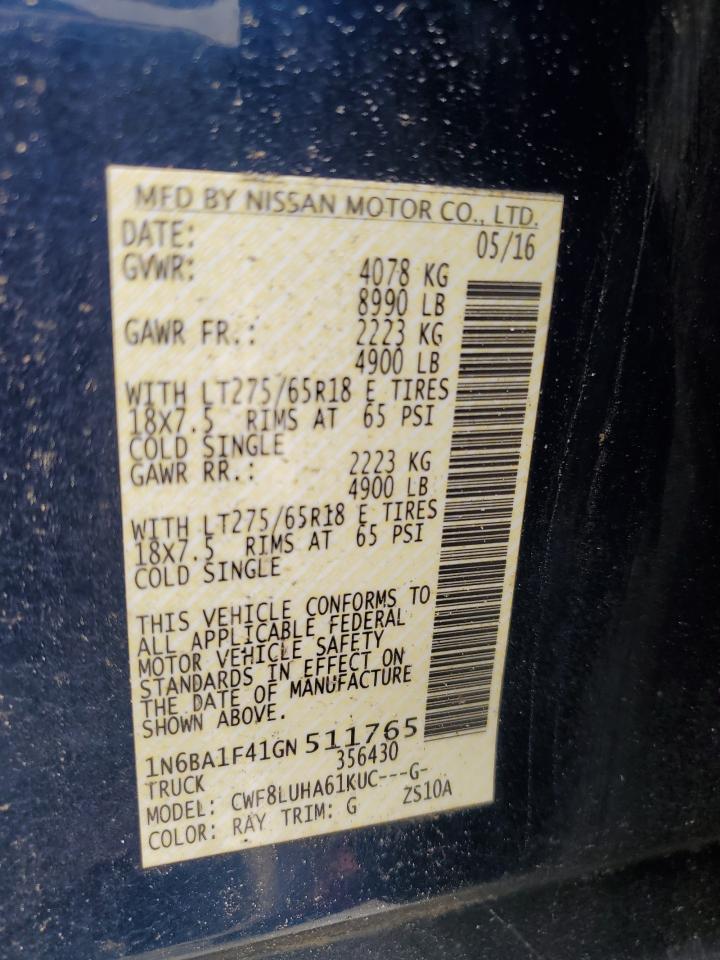 MFD BY NISSAN MOTOR CO., LTD.
DATE: 05/16
GVWR: 4078 KG
8990 LB
GAWR FR.: 2223 KG
4900 LB
WITH LT275/65R18 E TIRES
18X7.5 RIMS AT 65 PSI
COLD SINGLE
GAWR RR.: 2223 KG
4900 LB
WITH LT275/65R18 E TIRES
18X7.5 RIMS AT 65 PSI
COLD SINGLE
THIS VEHICLE CONFORMS TO
ALL APPLICABLE FEDERAL
MOTOR VEHICLE SAFETY
STANDARDS IN EFFECT ON
THE DATE OF MANUFACTURE
SHOWN ABOVE.
1N6BA1F41GN 511765
TRUCK 356430
MODEL: CWF8LUHA61KUC---G-
COLOR: RAY TRIM: G ZS10A